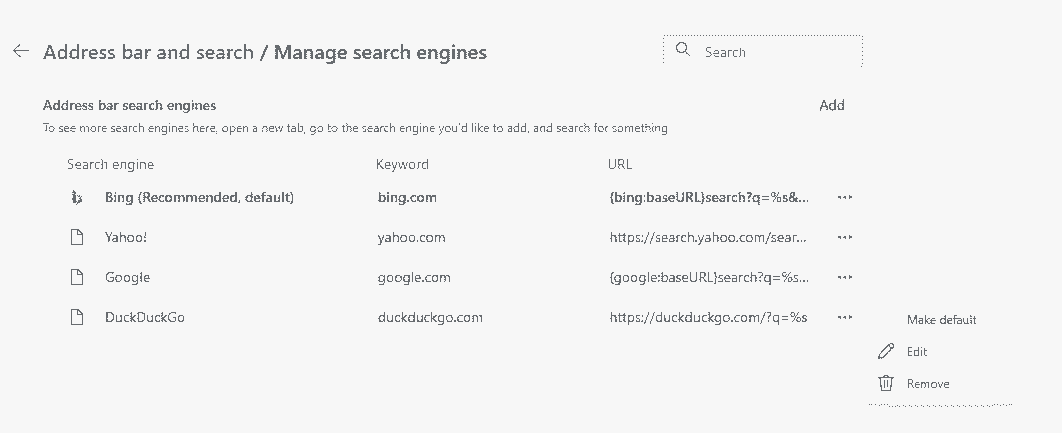 Address bar and search / Manage search engines
Search
Address bar search engines
Add
To see more search engines here, open a new tab, go to the search engine you'd like to add, and search for something
Search engine Keyword URL
Bing (Recommended, default) bing.com {bing:baseURL}search?q=%s&... ···
Yahoo! yahoo.com https://search.yahoo.com/sear... ···
Google google.com {google:baseURL}search?q=%s... ···
DuckDuckGo duckduckgo.com https://duckduckgo.com/?q=%s ···
Make default
Edit
Remove